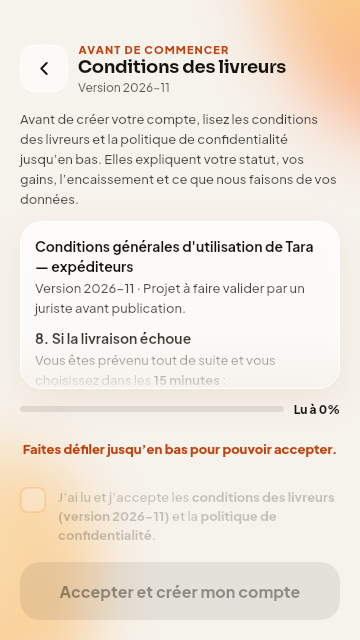 AVANT DE COMMENCER
Conditions des livreurs
Version 2026-11
Avant de créer votre compte, lisez les conditions
des livreurs et la politique de confidentialité
jusqu'en bas. Elles expliquent votre statut, vos
gains, l'encaissement et ce que nous faisons de vos
données.
Conditions générales d'utilisation de Tara
— expéditeurs
Version 2026-11 · Projet à faire valider par un
juriste avant publication.
8. Si la livraison échoue
Vous êtes prévenu tout de suite et vous
choisissez dans les 15 minutes :
Lu à 0%
Faites défiler jusqu'en bas pour pouvoir accepter.
J'ai lu et j'accepte les conditions des livreurs
(version 2026-11) et la politique de
confidentialité.
Accepter et créer mon compte